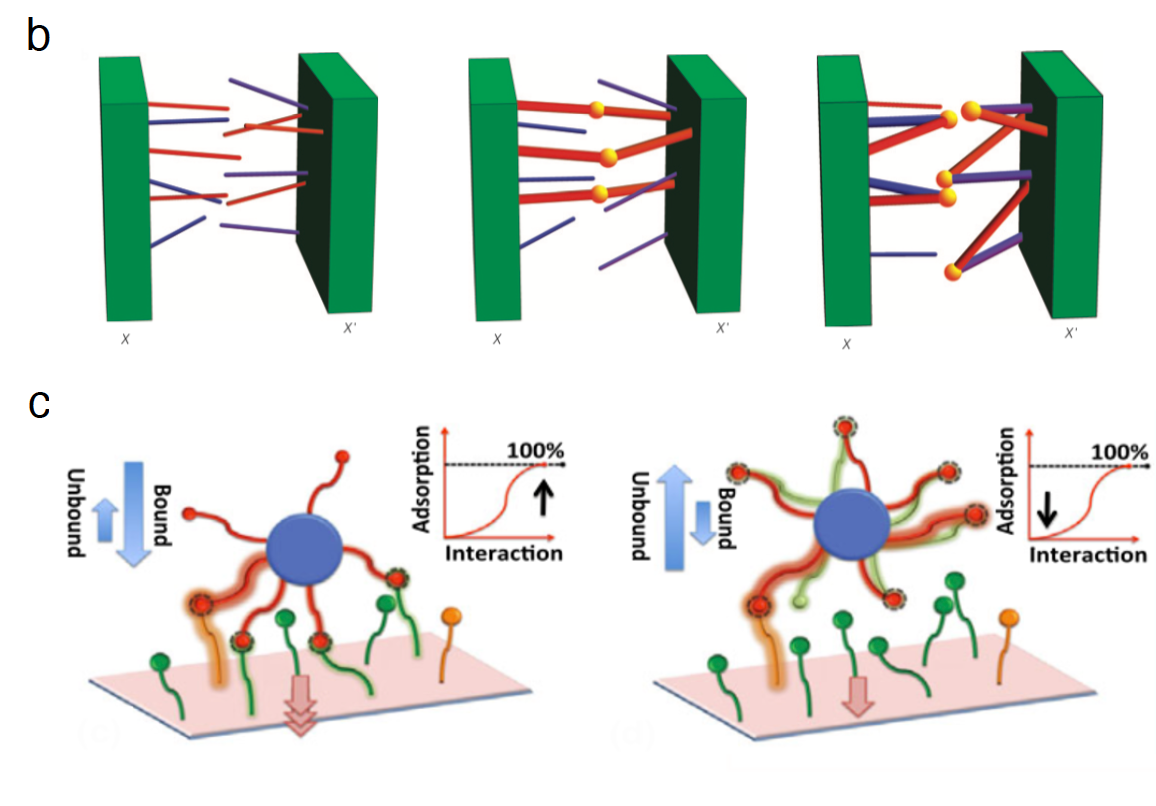 b
X
X'
X
X'
X
X'
c
Unbound
Bound
Adsorption
100%
Interaction
Unbound
Bound
Adsorption
100%
Interaction
(c)
(d)